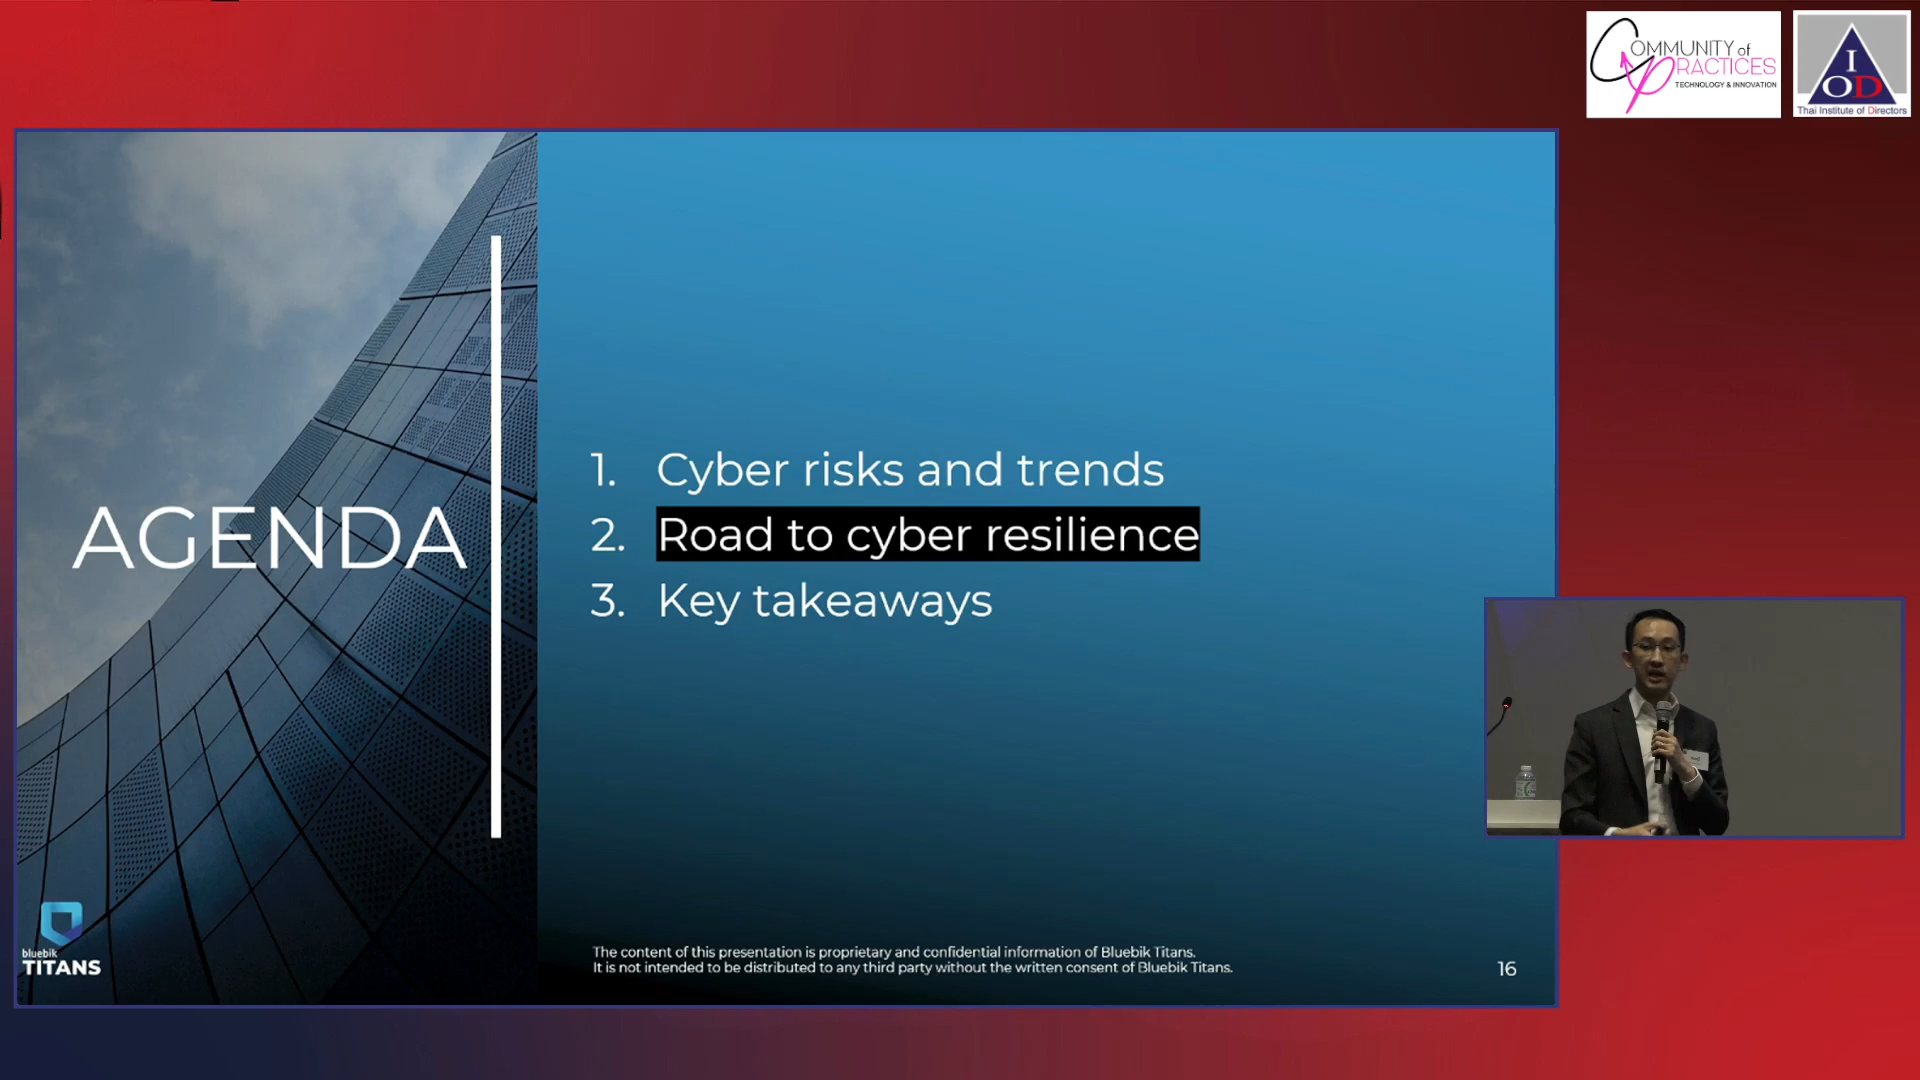 COMMUNITY of
PRACTICES
TECHNOLOGY & INNOVATION
IOD
Thai Institute of Directors
AGENDA
1. Cyber risks and trends
2. Road to cyber resilience
3. Key takeaways
bluebik
TITANS
The content of this presentation is proprietary and confidential information of Bluebik Titans.
It is not intended to be distributed to any third party without the written consent of Bluebik Titans.
16